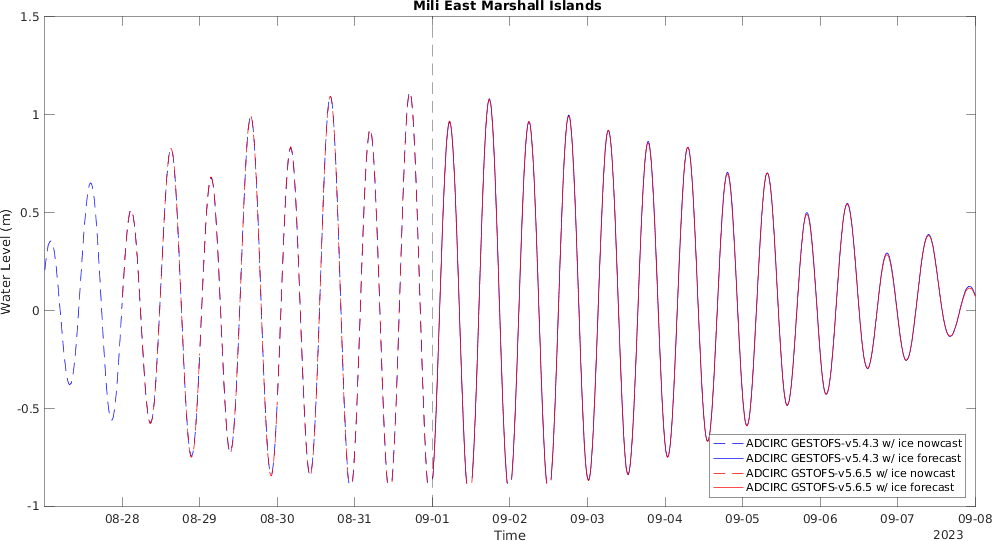 Mili East Marshall Islands
1.5
1
0.5
0
-0.5
-1
Water Level (m)
08-28 08-29 08-30 08-31 09-01 09-02 09-03 09-04 09-05 09-06 09-07 09-08
Time
2023
ADCIRC GESTOFS-v5.4.3 w/ ice nowcast
ADCIRC GESTOFS-v5.4.3 w/ ice forecast
ADCIRC GSTOFS-v5.6.5 w/ ice nowcast
ADCIRC GSTOFS-v5.6.5 w/ ice forecast